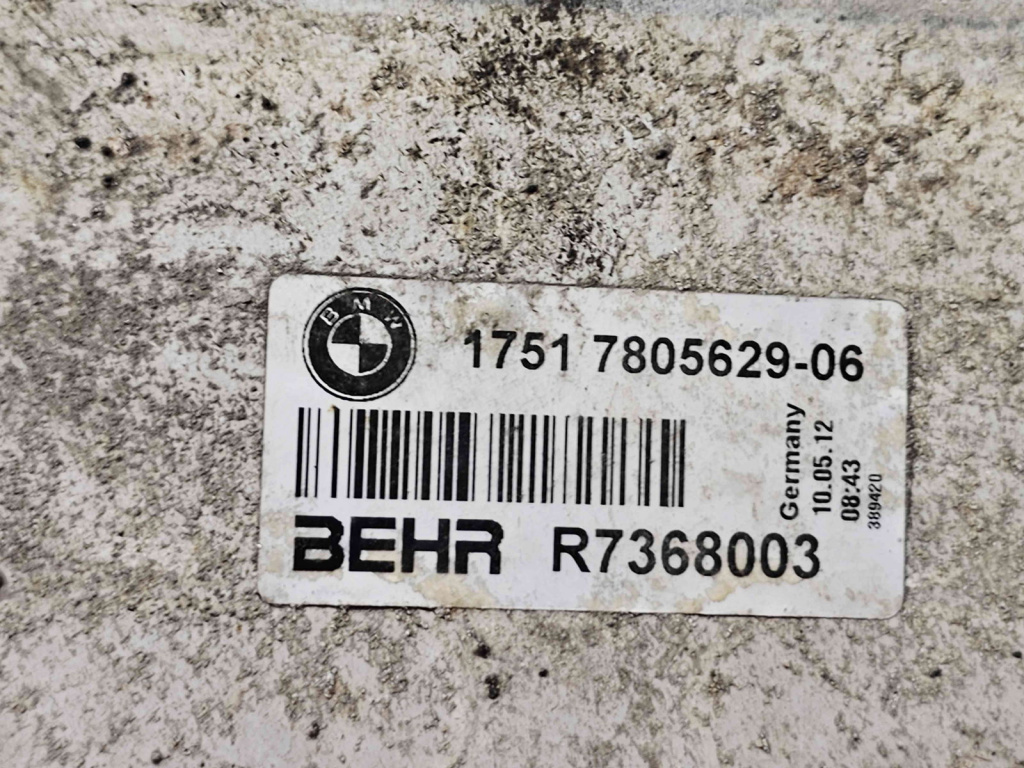 BMW
1751 7805629-06
Germany
10.05.12
08:43
389420
BEHR R7368003